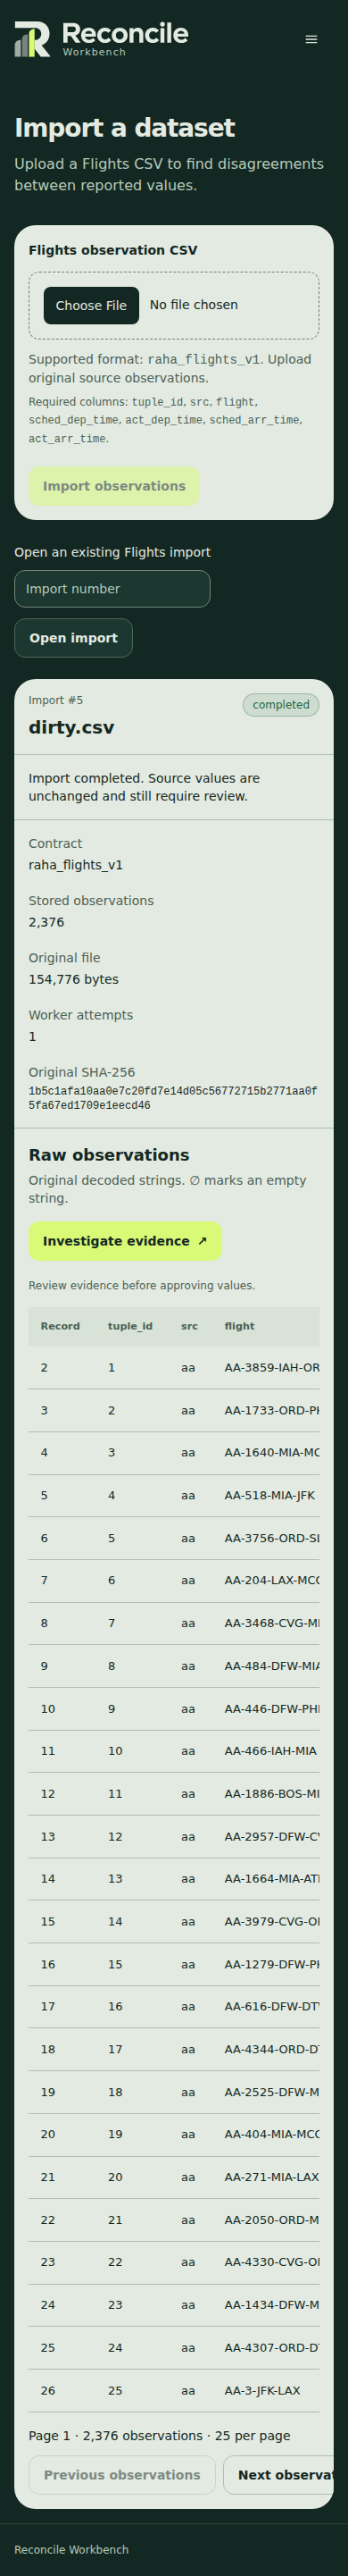 Reconcile
Workbench
Import a dataset
Upload a Flights CSV to find disagreements
between reported values.
Flights observation CSV
Choose File No file chosen
Supported format: raha_flights_v1. Upload
original source observations.
Required columns: tuple_id, src, flight,
sched_dep_time, act_dep_time, sched_arr_time,
act_arr_time.
Import observations
Open an existing Flights import
Import number
Open import
Import #5
completed
dirty.csv
Import completed. Source values are
unchanged and still require review.
Contract
raha_flights_v1
Stored observations
2,376
Original file
154,776 bytes
Worker attempts
1
Original SHA-256
1b5c1afa10aa0e7c20fd7e14d05c56772715b2771aa0f
5fa67ed1709e1eecd46
Raw observations
Original decoded strings. ∅ marks an empty
string.
Investigate evidence ↗
Review evidence before approving values.
Record tuple_id src flight
2 1 aa AA-3859-IAH-OR
3 2 aa AA-1733-ORD-PH
4 3 aa AA-1640-MIA-MC
5 4 aa AA-518-MIA-JFK
6 5 aa AA-3756-ORD-SL
7 6 aa AA-204-LAX-MCO
8 7 aa AA-3468-CVG-MI
9 8 aa AA-484-DFW-MIA
10 9 aa AA-446-DFW-PHL
11 10 aa AA-466-IAH-MIA
12 11 aa AA-1886-BOS-MI
13 12 aa AA-2957-DFW-CV
14 13 aa AA-1664-MIA-ATL
15 14 aa AA-3979-CVG-OR
16 15 aa AA-1279-DFW-PH
17 16 aa AA-616-DFW-DTW
18 17 aa AA-4344-ORD-DT
19 18 aa AA-2525-DFW-M
20 19 aa AA-404-MIA-MCO
21 20 aa AA-271-MIA-LAX
22 21 aa AA-2050-ORD-M
23 22 aa AA-4330-CVG-OR
24 23 aa AA-1434-DFW-M
25 24 aa AA-4307-ORD-DT
26 25 aa AA-3-JFK-LAX
Page 1 · 2,376 observations · 25 per page
Previous observations Next observat
Reconcile Workbench